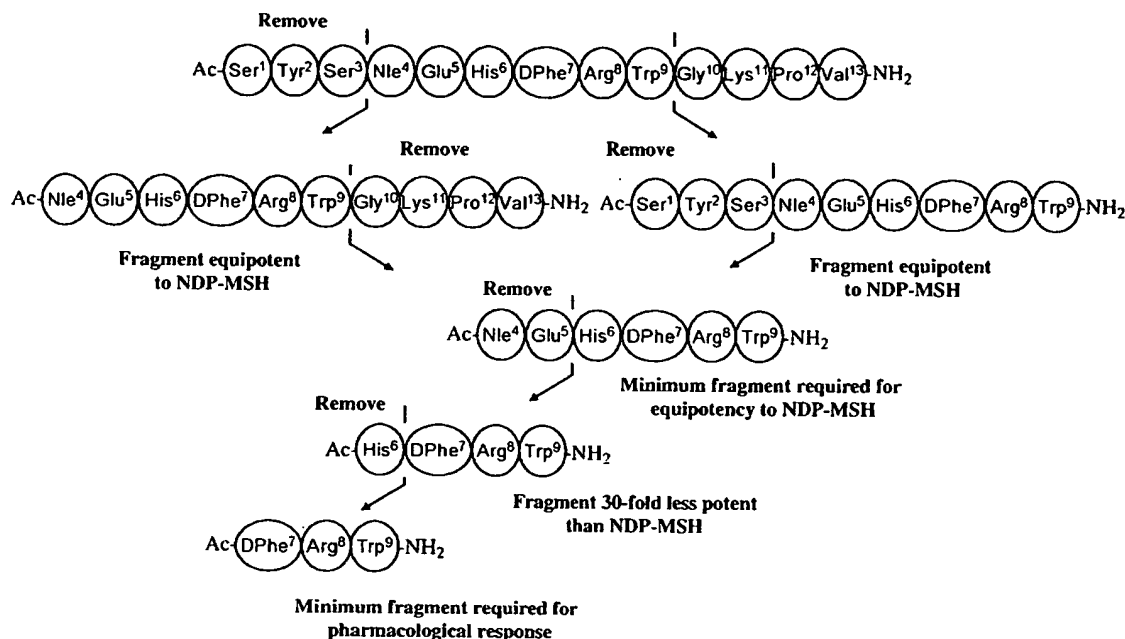 Remove
Ac-Ser¹ Tyr² Ser³ Nle⁴ Glu⁵ His⁶ DPhe⁷ Arg⁸ Trp⁹ Gly¹⁰ Lys¹¹ Pro¹² Val¹³-NH₂
Remove
Remove
Ac-Nle⁴ Glu⁵ His⁶ DPhe⁷ Arg⁸ Trp⁹ Gly¹⁰ Lys¹¹ Pro¹² Val¹³-NH₂
Ac-Ser¹ Tyr² Ser³ Nle⁴ Glu⁵ His⁶ DPhe⁷ Arg⁸ Trp⁹-NH₂
Fragment equipotent
to NDP-MSH
Fragment equipotent
to NDP-MSH
Remove
Ac-Nle⁴ Glu⁵ His⁶ DPhe⁷ Arg⁸ Trp⁹-NH₂
Minimum fragment required for
equipotency to NDP-MSH
Remove
Ac-His⁶ DPhe⁷ Arg⁸ Trp⁹-NH₂
Fragment 30-fold less potent
than NDP-MSH
Ac-DPhe⁷ Arg⁸ Trp⁹-NH₂
Minimum fragment required for
pharmacological response